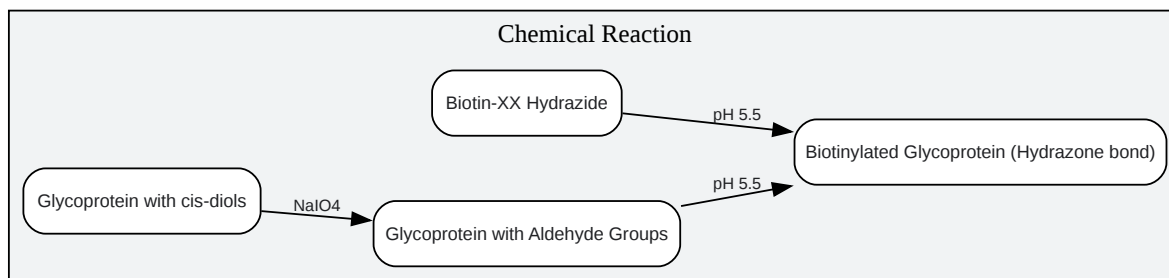 Chemical Reaction
Biotin-XX Hydrazide
pH 5.5
Biotinylated Glycoprotein (Hydrazone bond)
Glycoprotein with cis-diols
NaIO4
Glycoprotein with Aldehyde Groups
pH 5.5